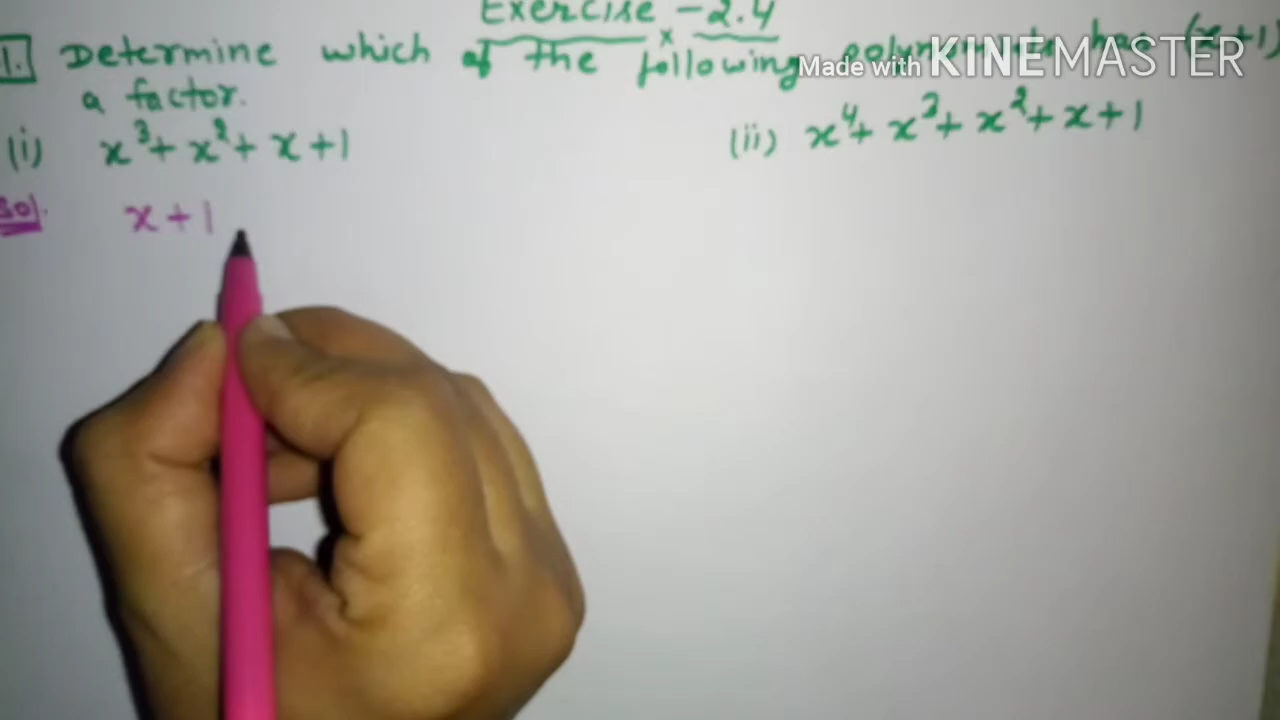 Exercise - 2.4
1. Determine which of the following polynomials has (x+1)
a factor.
(i) x³+ x²+ x +1
(ii) x⁴+ x³+ x²+ x+1
Sol. x+1
Made with KINEMASTER